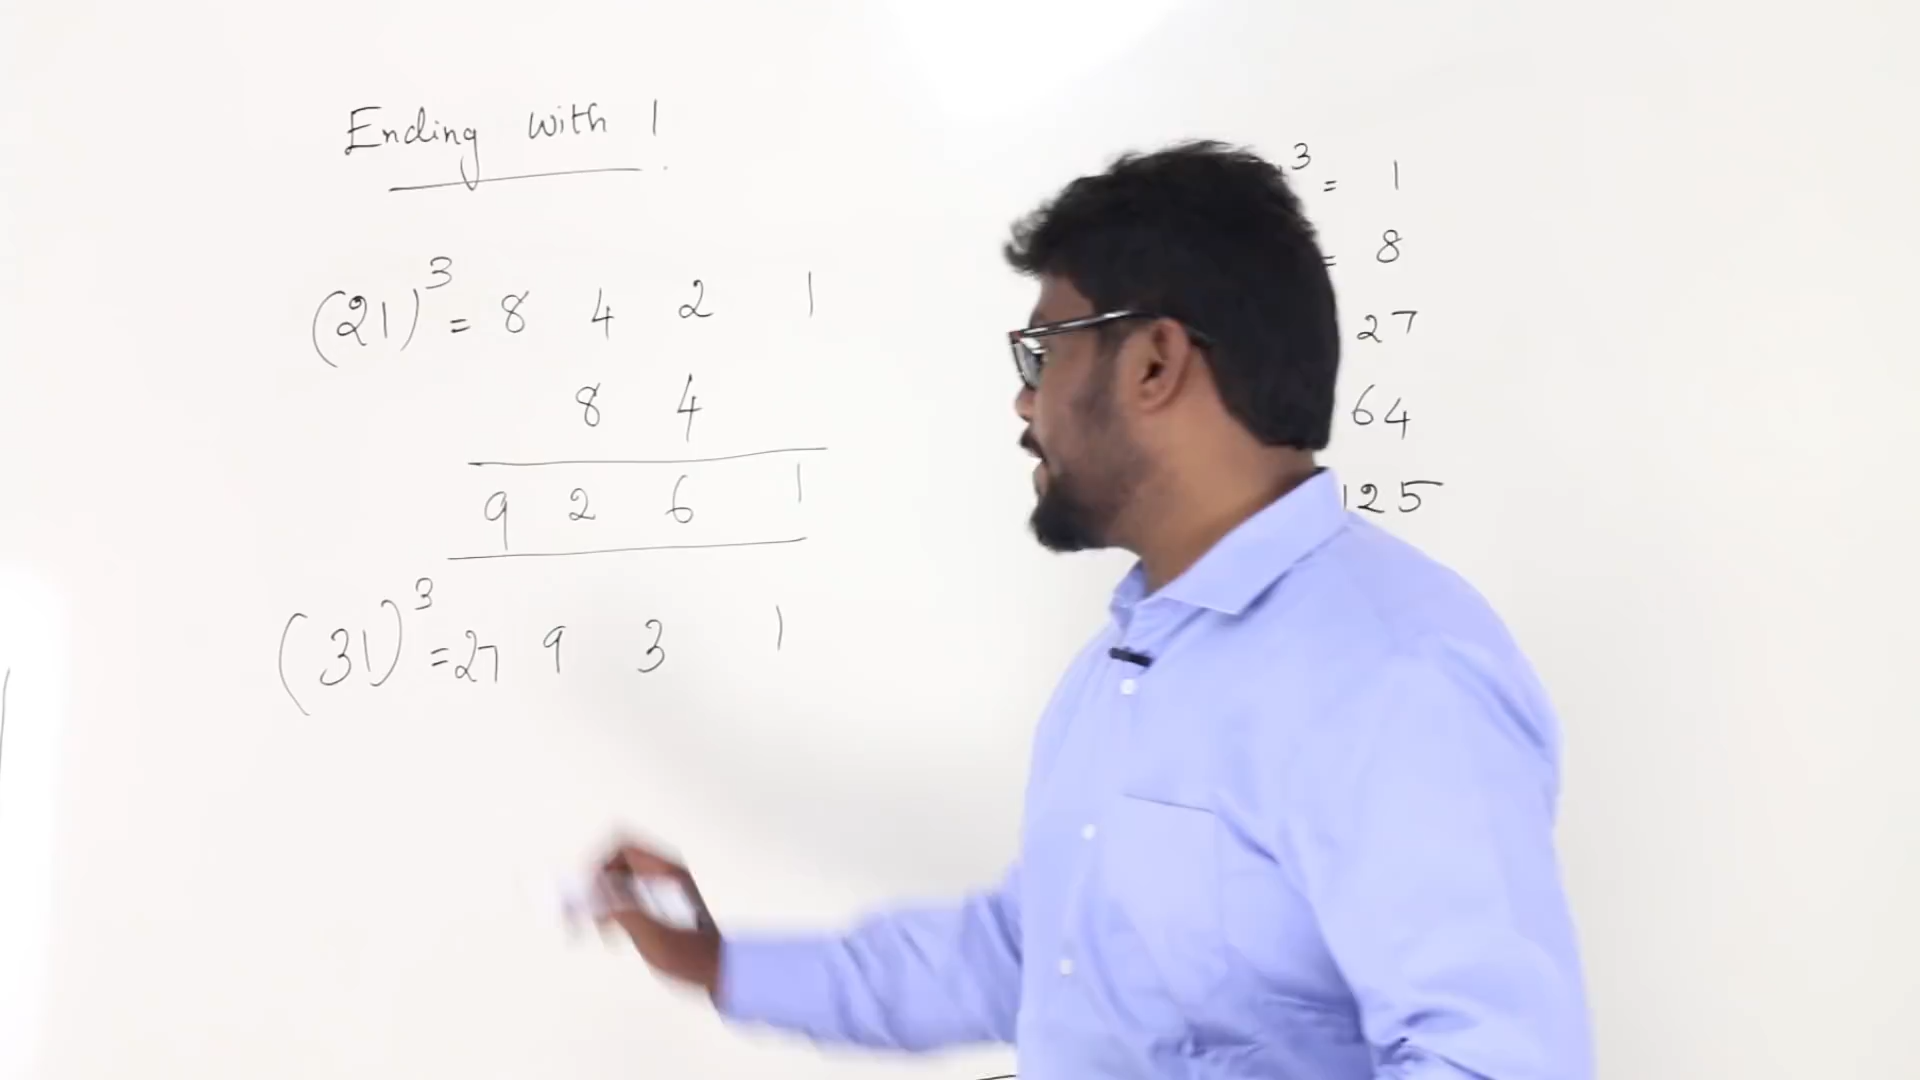 Ending with 1
(21)³ = 8 4 2 1
8 4
9 2 6 1
(31)³ = 27 9 3 1
³ = 1
= 8
27
64
125